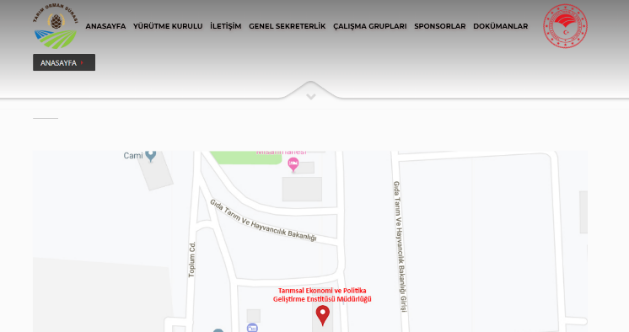 TARIM ORMAN ŞURASI
ANASAYFA YÜRÜTME KURULU İLETİŞİM GENEL SEKRETERLİK ÇALIŞMA GRUPLARI SPONSORLAR DOKÜMANLAR
ANASAYFA
Cami
Gıda Tarım Ve Hayvancılık Bakanlığı
Gıda Tarım Ve Hayvancılık Bakanlığı Girişi
Toplum Cd.
Tarımsal Ekonomi ve Politika
Geliştirme Enstitüsü Müdürlüğü